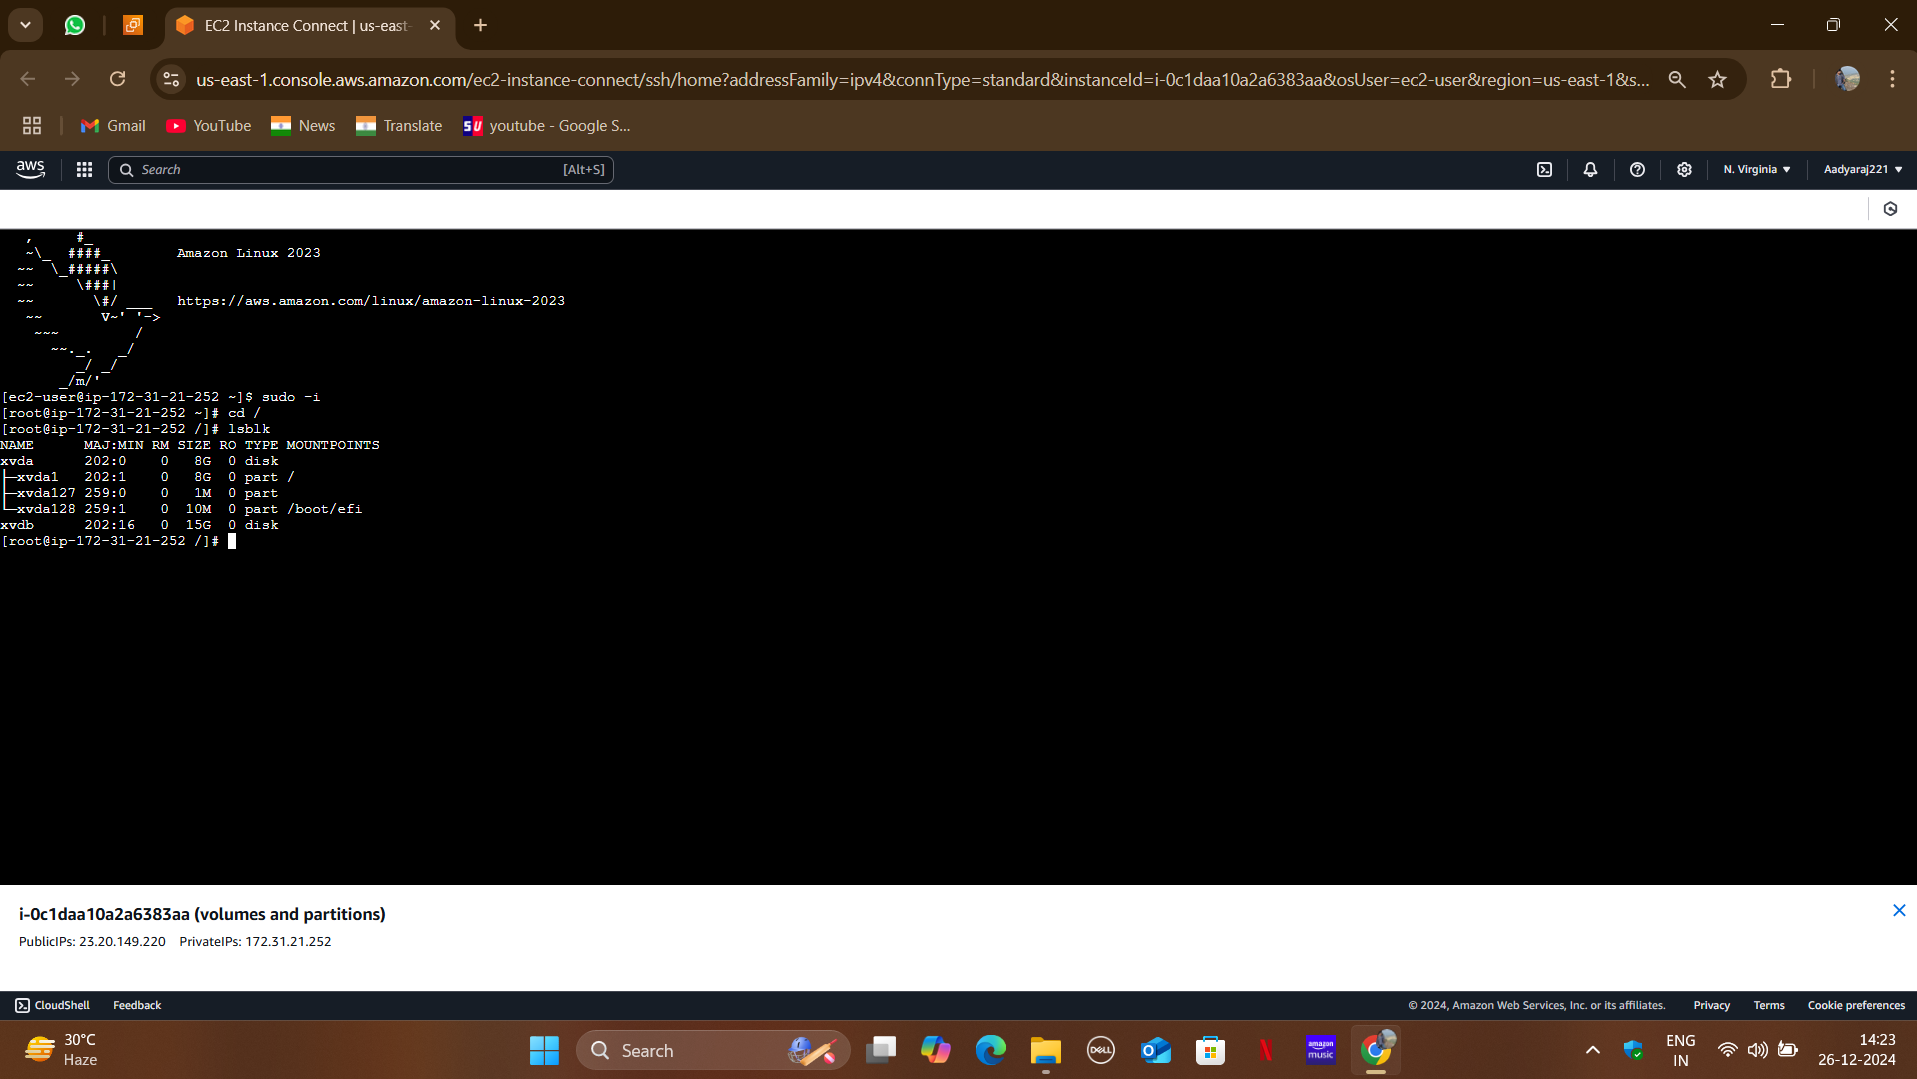 EC2 Instance Connect | us-east-
us-east-1.console.aws.amazon.com/ec2-instance-connect/ssh/home?addressFamily=ipv4&connType=standard&instanceId=i-0c1daa10a2a6383aa&osUser=ec2-user&region=us-east-1&s...
Gmail YouTube News Translate SU youtube - Google S...
aws Search [Alt+S] N. Virginia Aadyaraj221
   ,     #_
   ~\_  ####_        Amazon Linux 2023
  ~~  \_#####\
  ~~     \###|
  ~~       \#/ ___   https://aws.amazon.com/linux/amazon-linux-2023
   ~~       V~' '->
    ~~~         /
      ~~._.   _/
         _/ _/
       _/m/'
[ec2-user@ip-172-31-21-252 ~]$ sudo -i
[root@ip-172-31-21-252 ~]# cd /
[root@ip-172-31-21-252 /]# lsblk
NAME      MAJ:MIN RM SIZE RO TYPE MOUNTPOINTS
xvda      202:0    0   8G  0 disk
├─xvda1   202:1    0   8G  0 part /
├─xvda127 259:0    0   1M  0 part
└─xvda128 259:1    0  10M  0 part /boot/efi
xvdb      202:16   0  15G  0 disk
[root@ip-172-31-21-252 /]#
i-0c1daa10a2a6383aa (volumes and partitions)
PublicIPs: 23.20.149.220 PrivateIPs: 172.31.21.252
CloudShell Feedback © 2024, Amazon Web Services, Inc. or its affiliates. Privacy Terms Cookie preferences
30°C
Haze
Search
DELL
amazon music
ENG
IN
14:23
26-12-2024